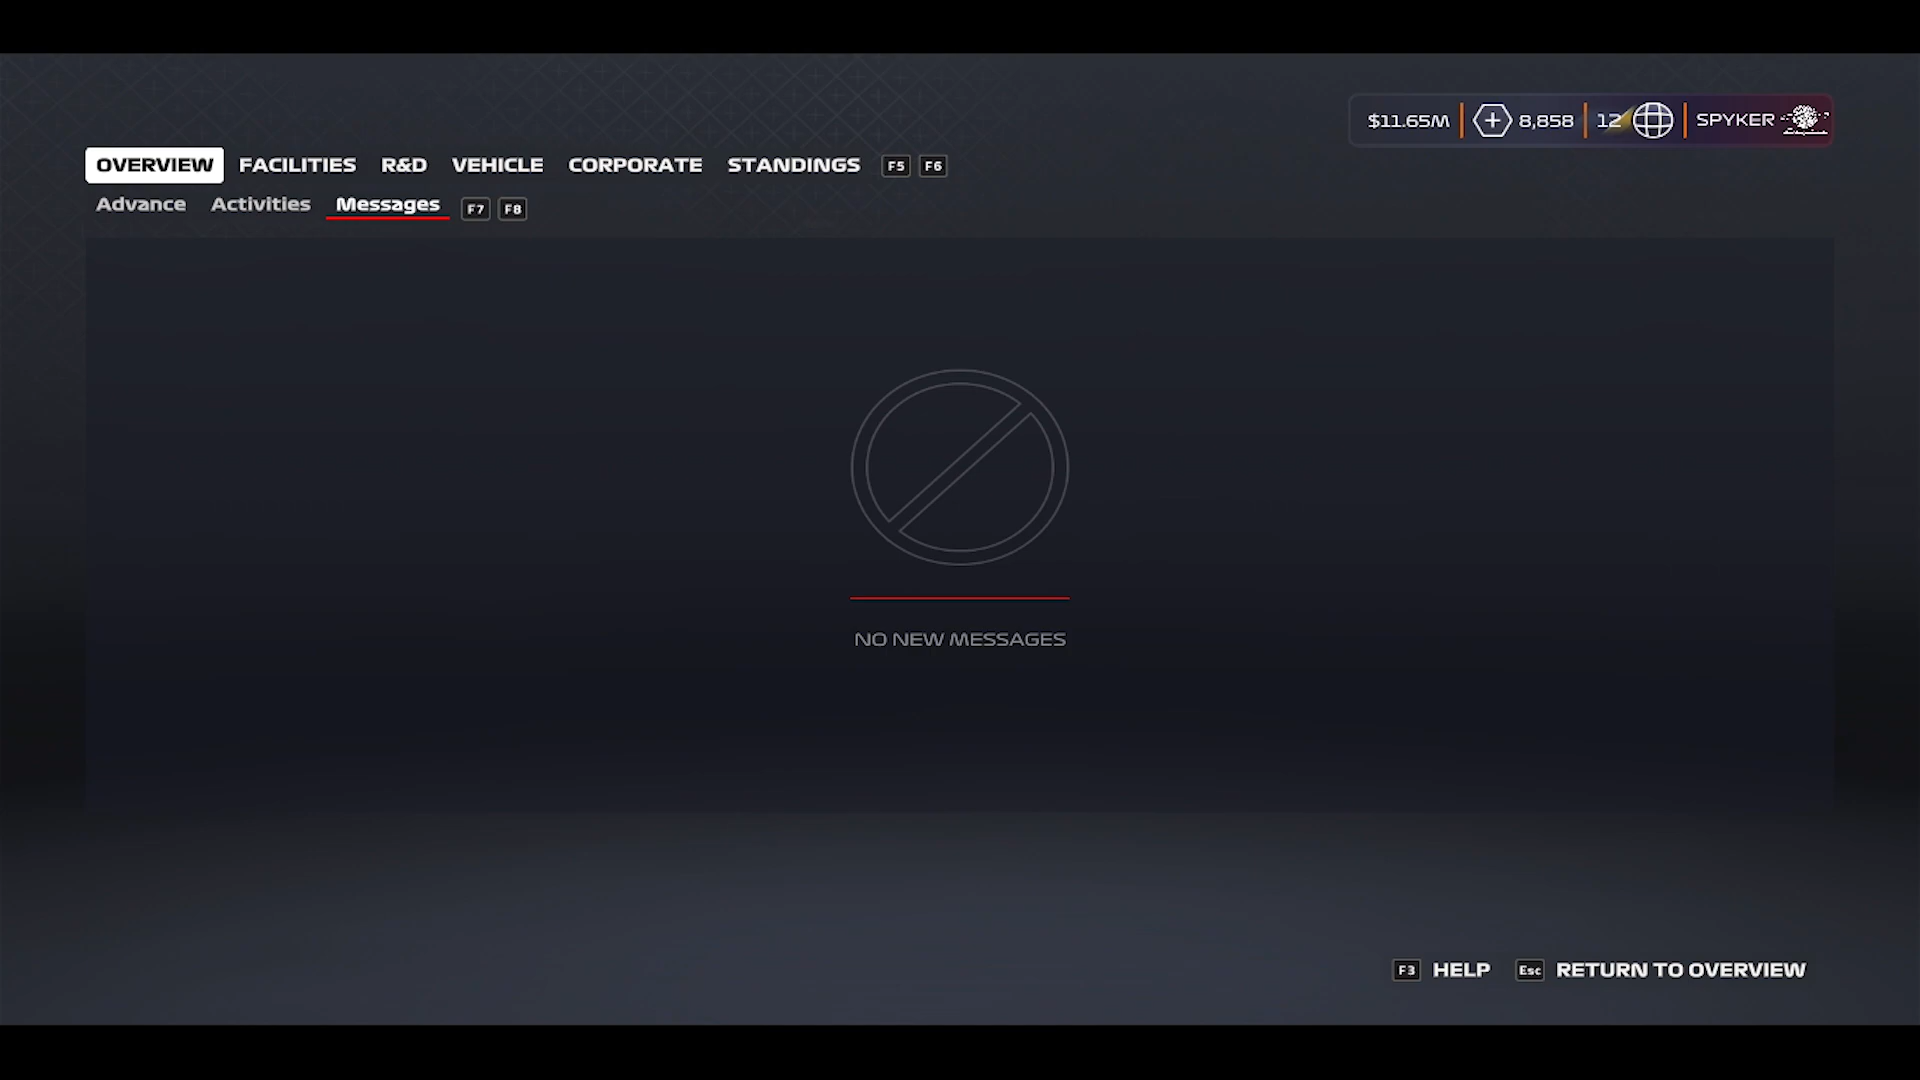 $11.65M 8,858 12 SPYKER
OVERVIEW FACILITIES R&D VEHICLE CORPORATE STANDINGS F5 F6
Advance Activities Messages F7 F8
NO NEW MESSAGES
F3 HELP Esc RETURN TO OVERVIEW